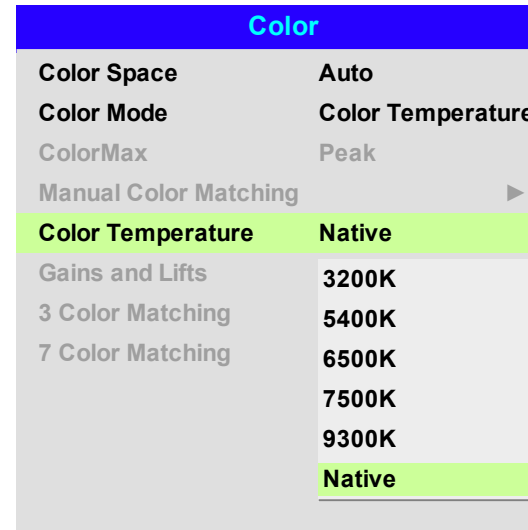 Color
Color Space Auto
Color Mode Color Temperature
ColorMax Peak
Manual Color Matching ►
Color Temperature Native
Gains and Lifts 3200K
3 Color Matching 5400K
7 Color Matching 6500K
7500K
9300K
Native